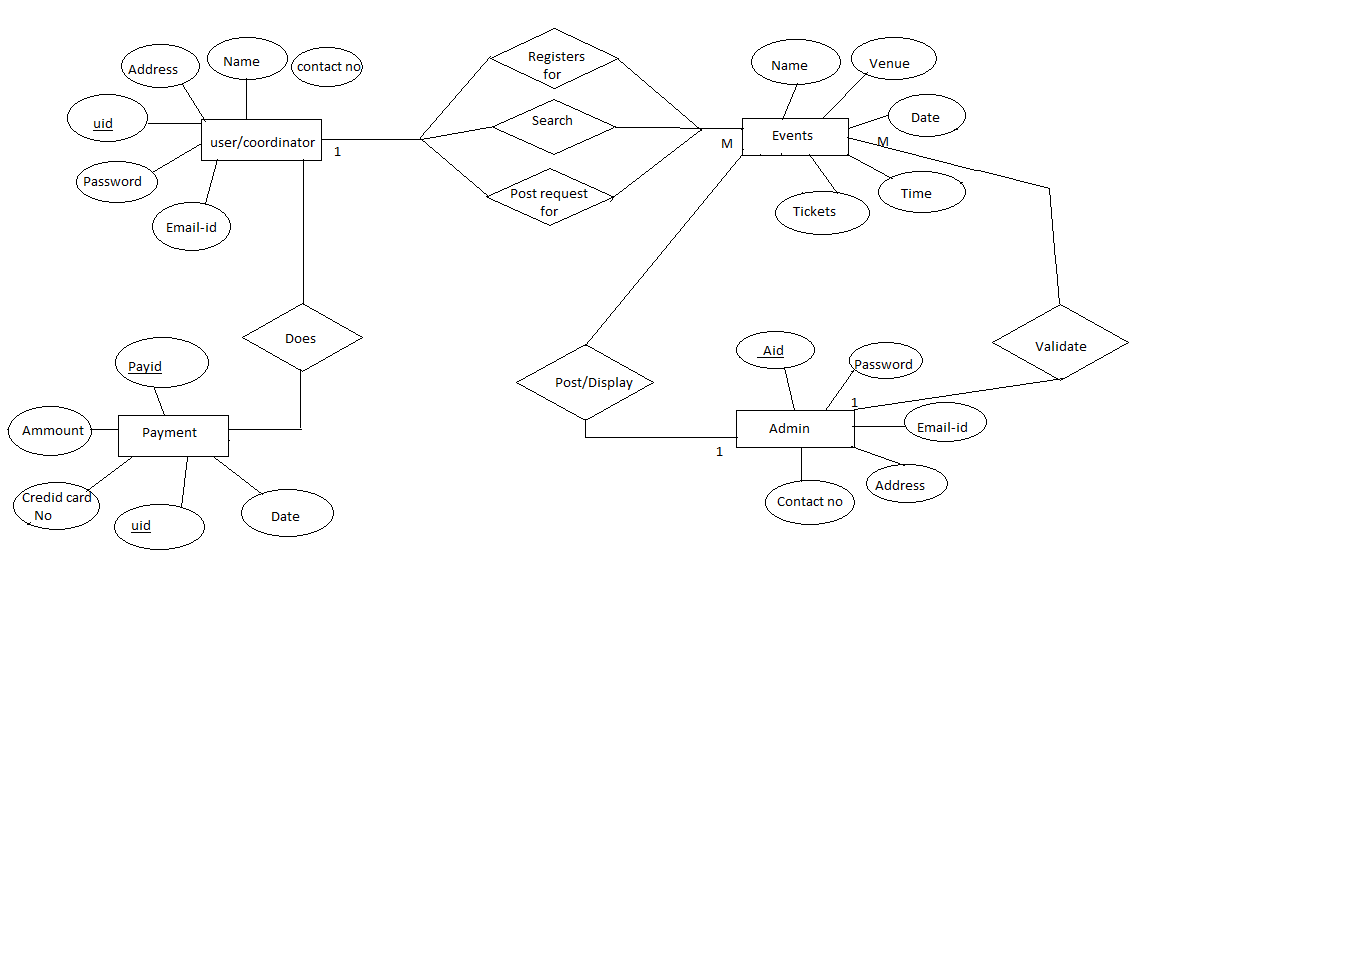 Address
Name
contact no
uid
user/coordinator
1
Password
Email-id
Registers
for
Search
Post request
for
M
Name
Venue
Date
Events
M
Time
Tickets
Does
Post/Display
Validate
Payid
Ammount
Payment
Credid card
No
uid
Date
Aid
Password
1
Admin
Email-id
1
Address
Contact no